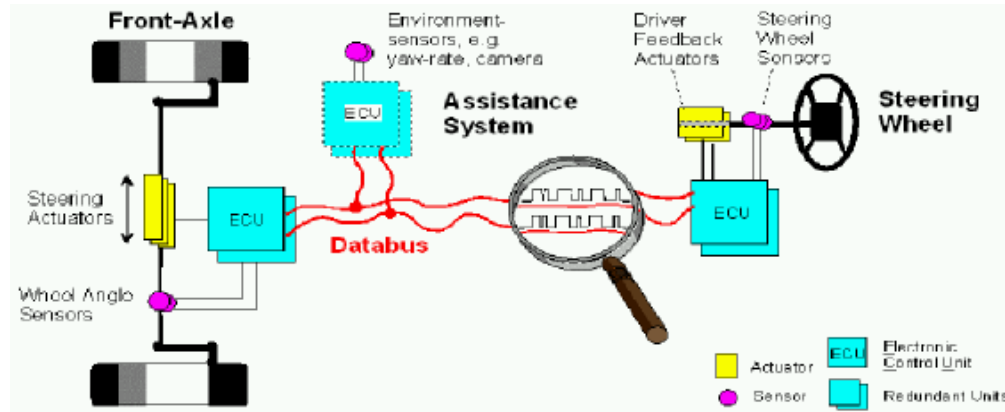 Front-Axle
Environment-
sensors, e.g.
yaw-rate, camera
Driver
Feedback
Actuators
Steering
Wheel
Sensors
ECU
Assistance
System
Steering
Wheel
Steering
Actuators
ECU
ECU
Databus
Wheel Anglo
Sensors
Actuator
Sensor
ECU
Electronic
Control Unit
Redundant Units